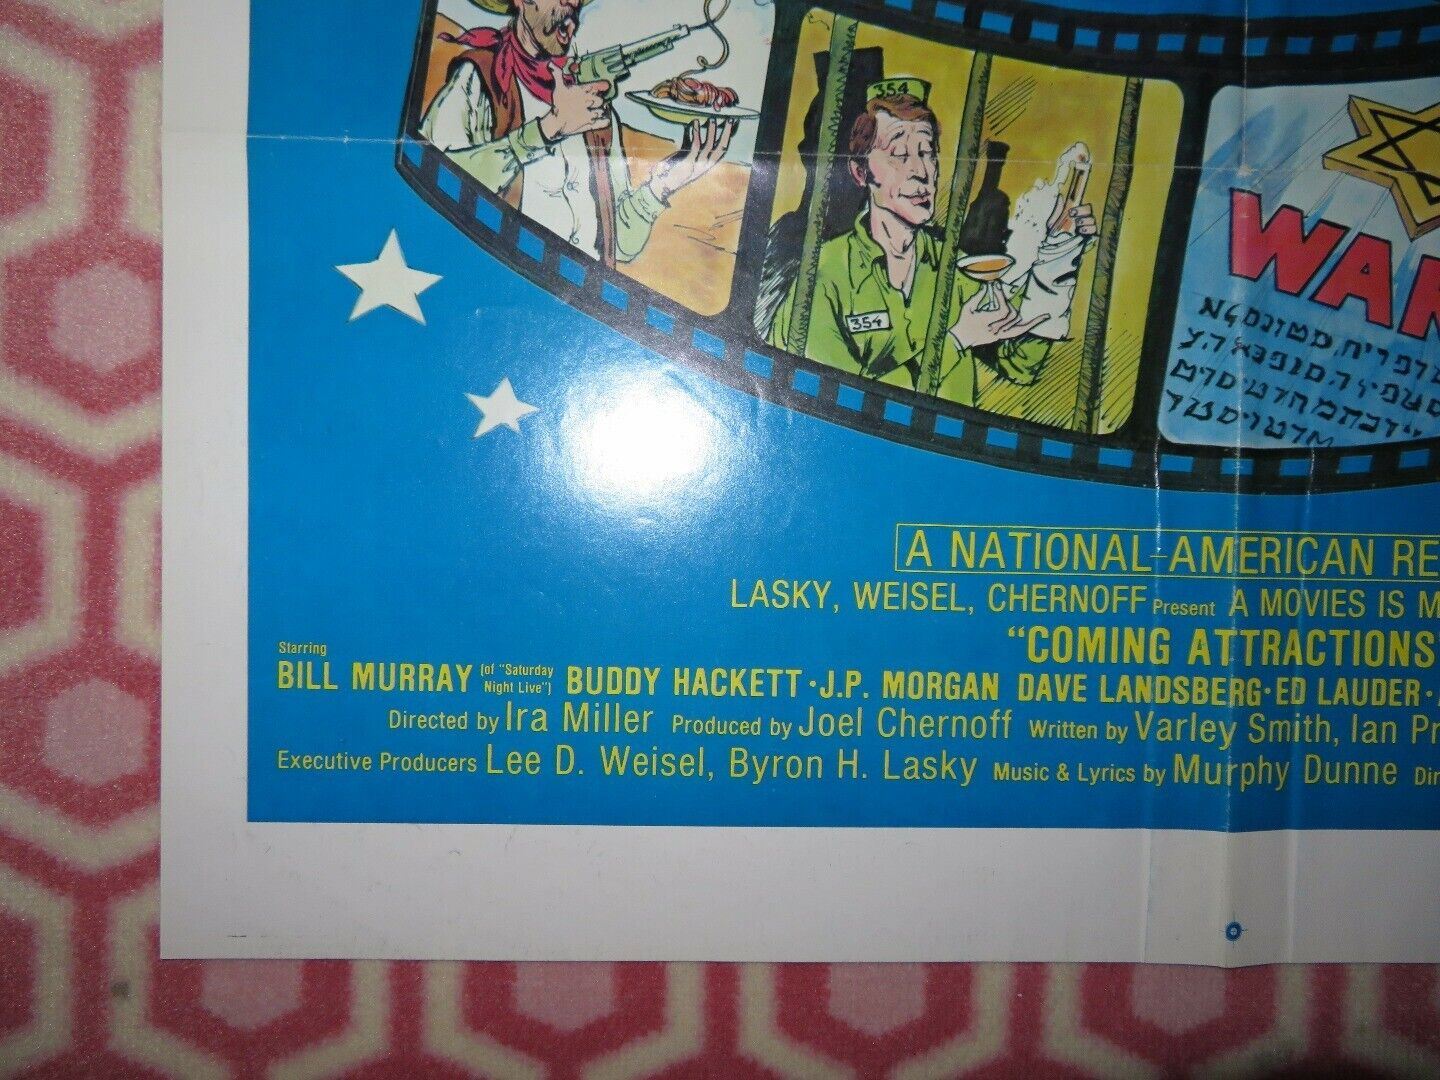 354
354
WAR
A NATIONAL-AMERICAN RE
LASKY, WEISEL, CHERNOFF Present A MOVIES IS M
"COMING ATTRACTIONS"
Starring
BILL MURRAY (of "Saturday Night Live") BUDDY HACKETT · J.P. MORGAN DAVE LANDSBERG · ED LAUDER ·
Directed by Ira Miller Produced by Joel Chernoff Written by Varley Smith, Ian Pr
Executive Producers Lee D. Weisel, Byron H. Lasky Music & Lyrics by Murphy Dunne Dir